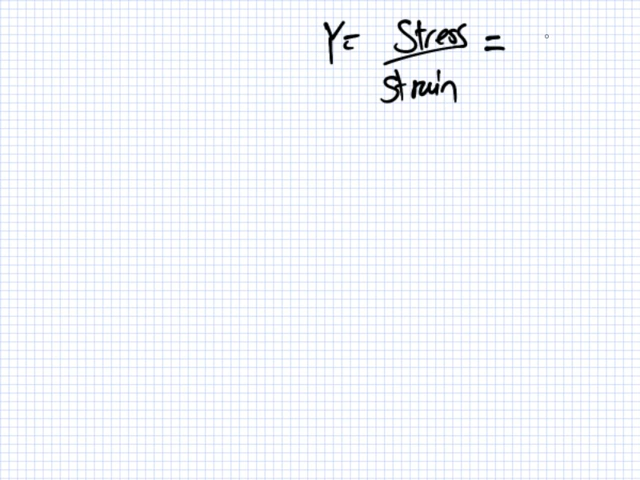 Y = Stress =
Strain